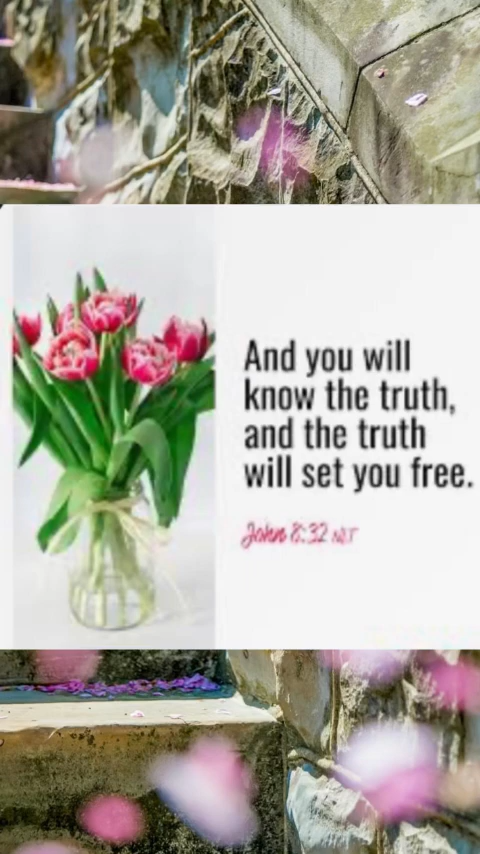 And you will
know the truth,
and the truth
will set you free.
John 8:32 NLT